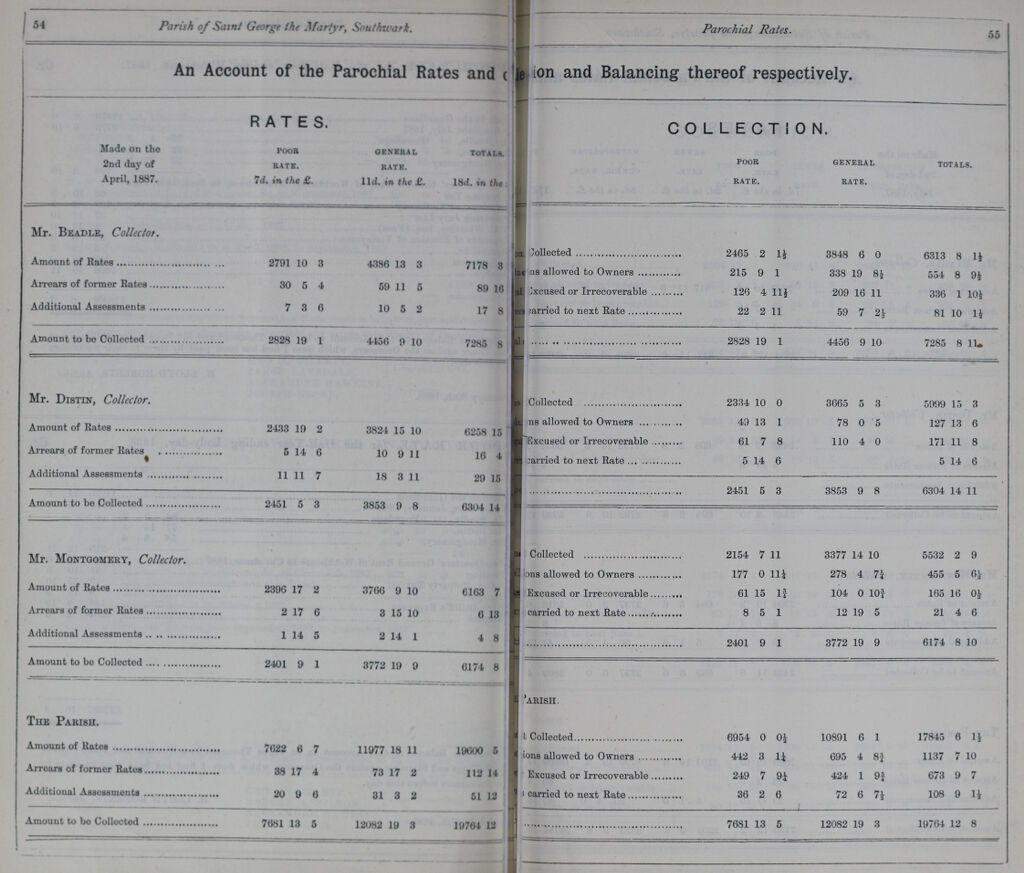 54
Parish of Saint George the Martyr, Southwark.
An Account of the Parochial Rates and
RATES.
Made on the
2nd day of
April, 1887.
POOR
RATE.
7d. in the £.
GENERAL
RATE.
11d. in the £.
TOTALS.
18d. in the
Mr. BEADLE, Collector.
Amount of Rates 2791 10 3 4386 13 3 7178 3
Arrears of former Rates 30 5 4 59 11 5 89 16
Additional Assessments 7 3 6 10 5 2 17 8
Amount to be Collected 2828 19 1 4456 9 10 7285 8
Mr. DISTIN, Collector.
Amount of Rates 2433 19 2 3824 15 10 6258 15
Arrears of former Rates 5 14 6 10 9 11 16 4
Additional Assessments 11 11 7 18 3 11 29 15
Amount to be Collected 2451 5 3 3853 9 8 6304 14
Mr. MONTGOMERY, Collector.
Amount of Rates 2396 17 2 3766 9 10 6163 7
Arrears of former Rates 2 17 6 3 15 10 6 13
Additional Assessments 1 14 5 2 14 1 4 8
Amount to be Collected 2401 9 1 3772 19 9 6174 8
THE PARISH.
Amount of Rates 7622 6 7 11977 18 11 19600 5
Arrears of former Rates 38 17 4 73 17 2 112 14
Additional Assessments 20 9 6 31 3 2 51 12
Amount to be Collected 7681 13 5 12082 19 3 19764 12
Parochial Rates.
55
ion and Balancing thereof respectively.
COLLECTION.
POOR
RATE.
GENERAL
RATE.
TOTALS.
Collected 2465 2 1½ 3848 6 0 6313 8 1½
ns allowed to Owners 215 9 1 338 19 8½ 554 8 9½
Excused or Irrecoverable 126 4 11½ 209 16 11 336 1 10½
carried to next Rate 22 2 11 59 7 2½ 81 10 1½
2828 19 1 4456 9 10 7285 8 11
Collected 2334 10 0 3665 5 3 5999 15 3
ns allowed to Owners 49 13 1 78 0 5 127 13 6
Excused or Irrecoverable 61 7 8 110 4 0 171 11 8
carried to next Rate 5 14 6 5 14 6
2451 5 3 3853 9 8 6304 14 11
Collected 2154 7 11 3377 14 10 5532 2 9
ons allowed to Owners 177 0 11¼ 278 4 7¼ 455 5 6½
Excused or Irrecoverable 61 15 1¾ 104 0 10¾ 165 16 0½
carried to next Rate 8 5 1 12 19 5 21 4 6
2401 9 1 3772 19 9 6174 8 10
PARISH.
Collected 6954 0 0½ 10891 6 1 17845 6 1½
ions allowed to Owners 442 3 1¼ 695 4 8¾ 1137 7 10
Excused or Irrecoverable 249 7 9¼ 424 1 9¾ 673 9 7
carried to next Rate 36 2 6 72 6 7½ 108 9 1½
7681 13 5 12082 19 3 19764 12 8